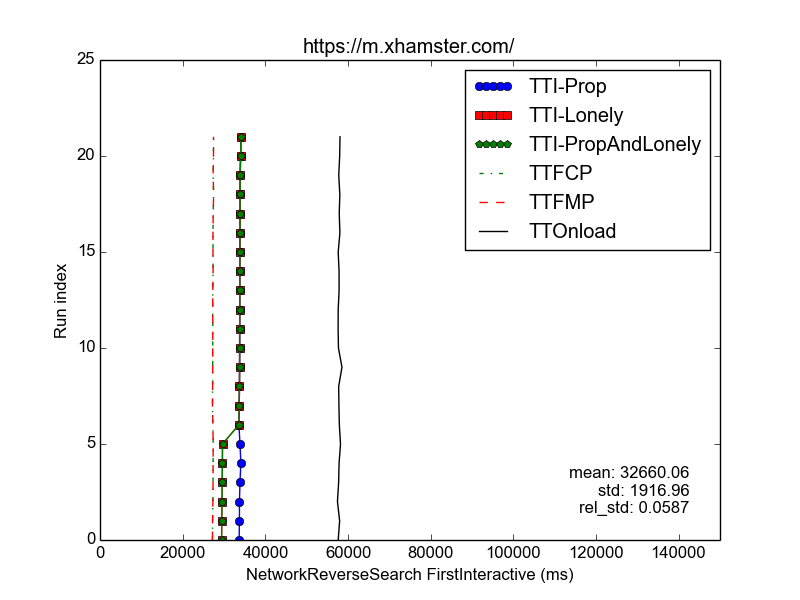 https://m.xhamster.com/
25
20
15
10
5
0
Run index
TTI-Prop
TTI-Lonely
TTI-PropAndLonely
TTFCP
TTFMP
TTOnload
mean: 32660.06
std: 1916.96
rel_std: 0.0587
0 20000 40000 60000 80000 100000 120000 140000
NetworkReverseSearch FirstInteractive (ms)